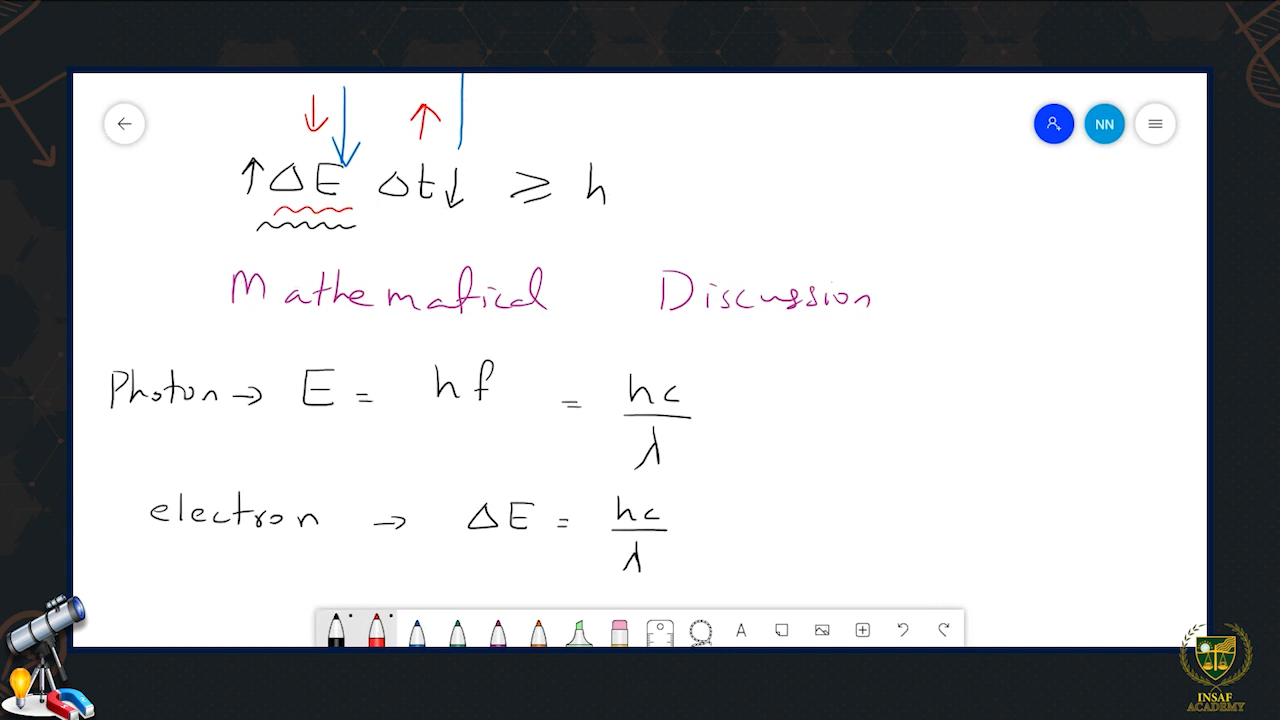 NN
↑ΔE Δt↓ ≥ h
Mathematical Discussion
Photon → E = hf = hc/λ
electron → ΔE = hc/λ
A
INSAF
ACADEMY